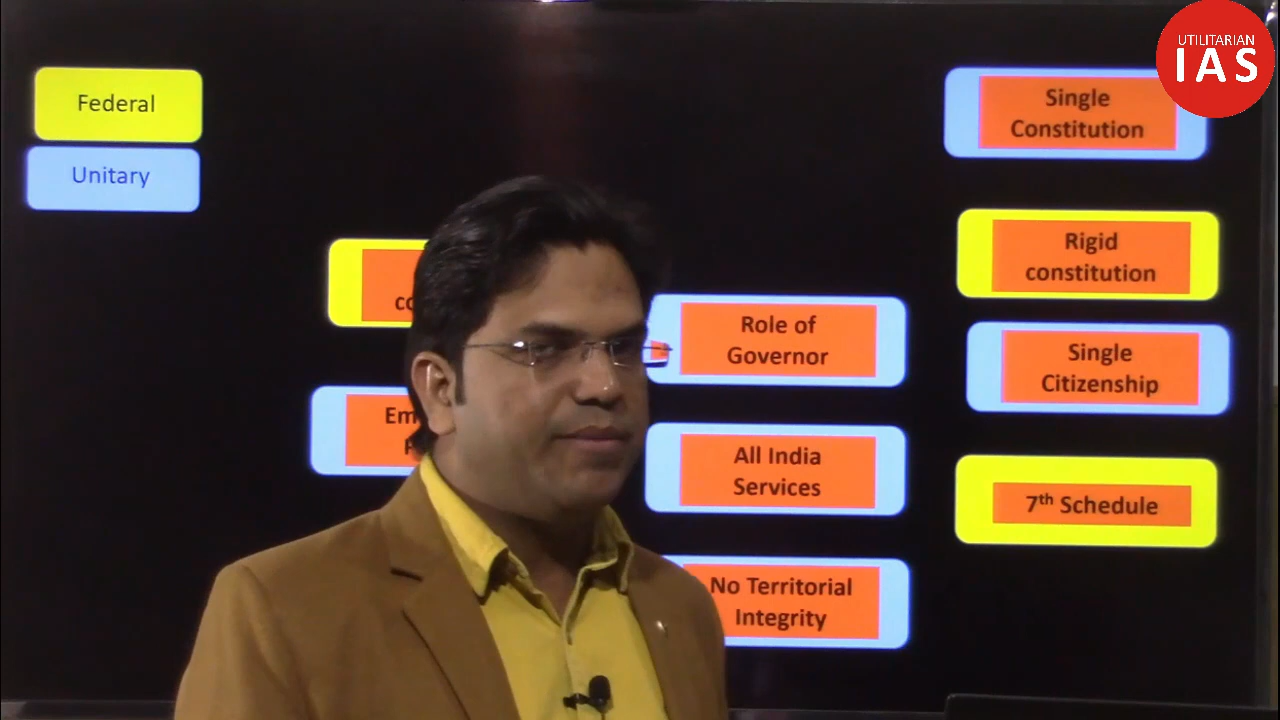 UTILITARIAN
IAS
Federal
Unitary
Single
Constitution
Rigid
constitution
Role of
Governor
Single
Citizenship
All India
Services
7th Schedule
No Territorial
Integrity